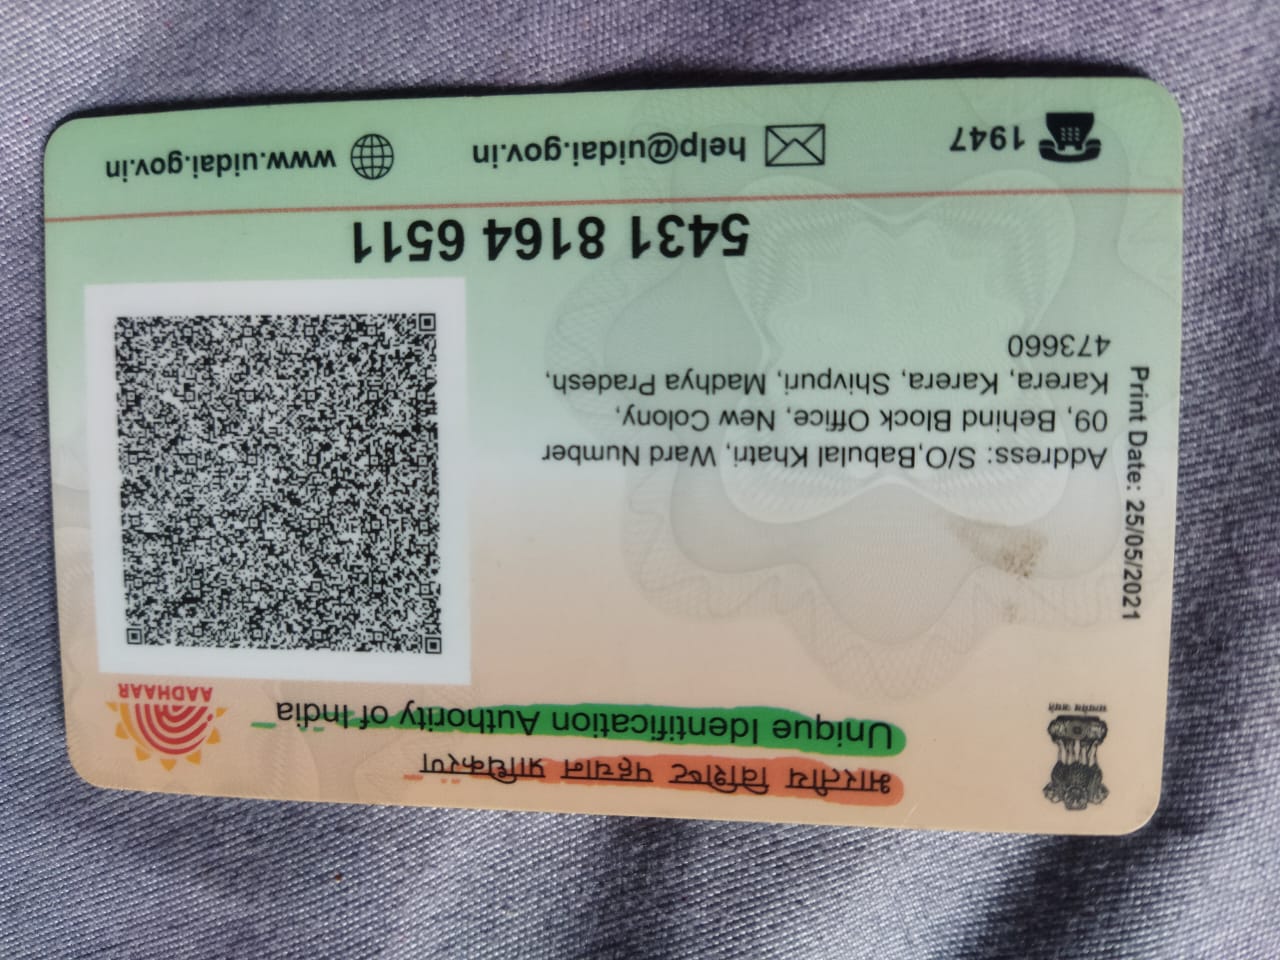 भारतीय विशिष्ट पहचान प्राधिकरण
Unique Identification Authority of India
AADHAAR
Print Date: 25/05/2021
Address: S/O,Babulal Khatri, Ward Number
09, Behind Block Office, New Colony,
Karera, Karera, Shivpuri, Madhya Pradesh,
473660
5431 8164 6511
1947
help@uidai.gov.in
www.uidai.gov.in